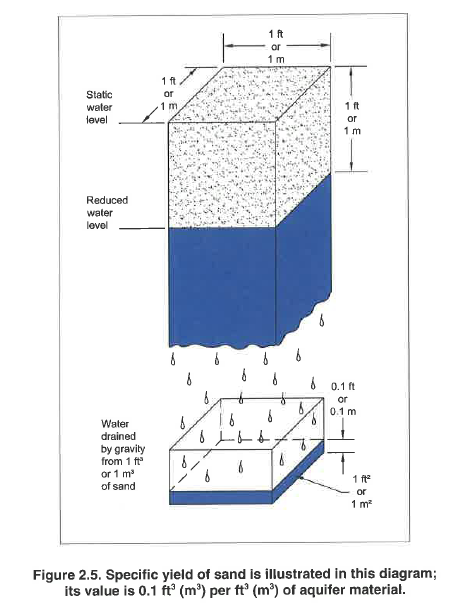 1 ft
or
1 m
1 ft
or
1 m
Static
water
level
1 ft
or
1 m
Reduced
water
level
0.1 ft
or
0.1 m
Water
drained
by gravity
from 1 ft³
or 1 m³
of sand
1 ft²
or
1 m²
Figure 2.5. Specific yield of sand is illustrated in this diagram;
its value is 0.1 ft³ (m³) per ft³ (m³) of aquifer material.